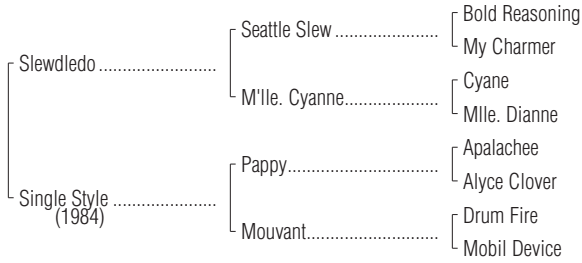 Bold Reasoning
Seattle Slew ........................
My Charmer
Slewdledo ...........................
Cyane
M'lle. Cyanne.......................
Mlle. Dianne
Apalachee
Pappy...................................
Alyce Clover
Single Style ........................
(1984)
Drum Fire
Mouvant..............................
Mobil Device